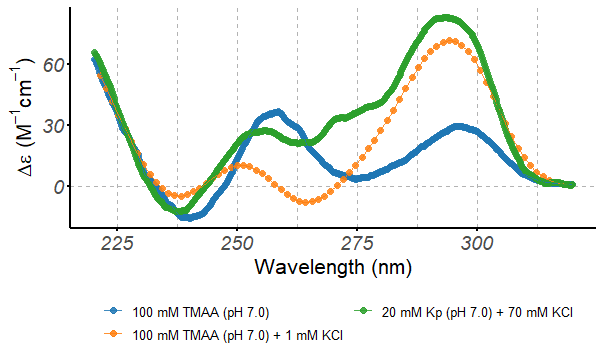 60
30
0
Δε (M⁻¹cm⁻¹)
225 250 275 300
Wavelength (nm)
100 mM TMAA (pH 7.0) 20 mM Kp (pH 7.0) + 70 mM KCl
100 mM TMAA (pH 7.0) + 1 mM KCl